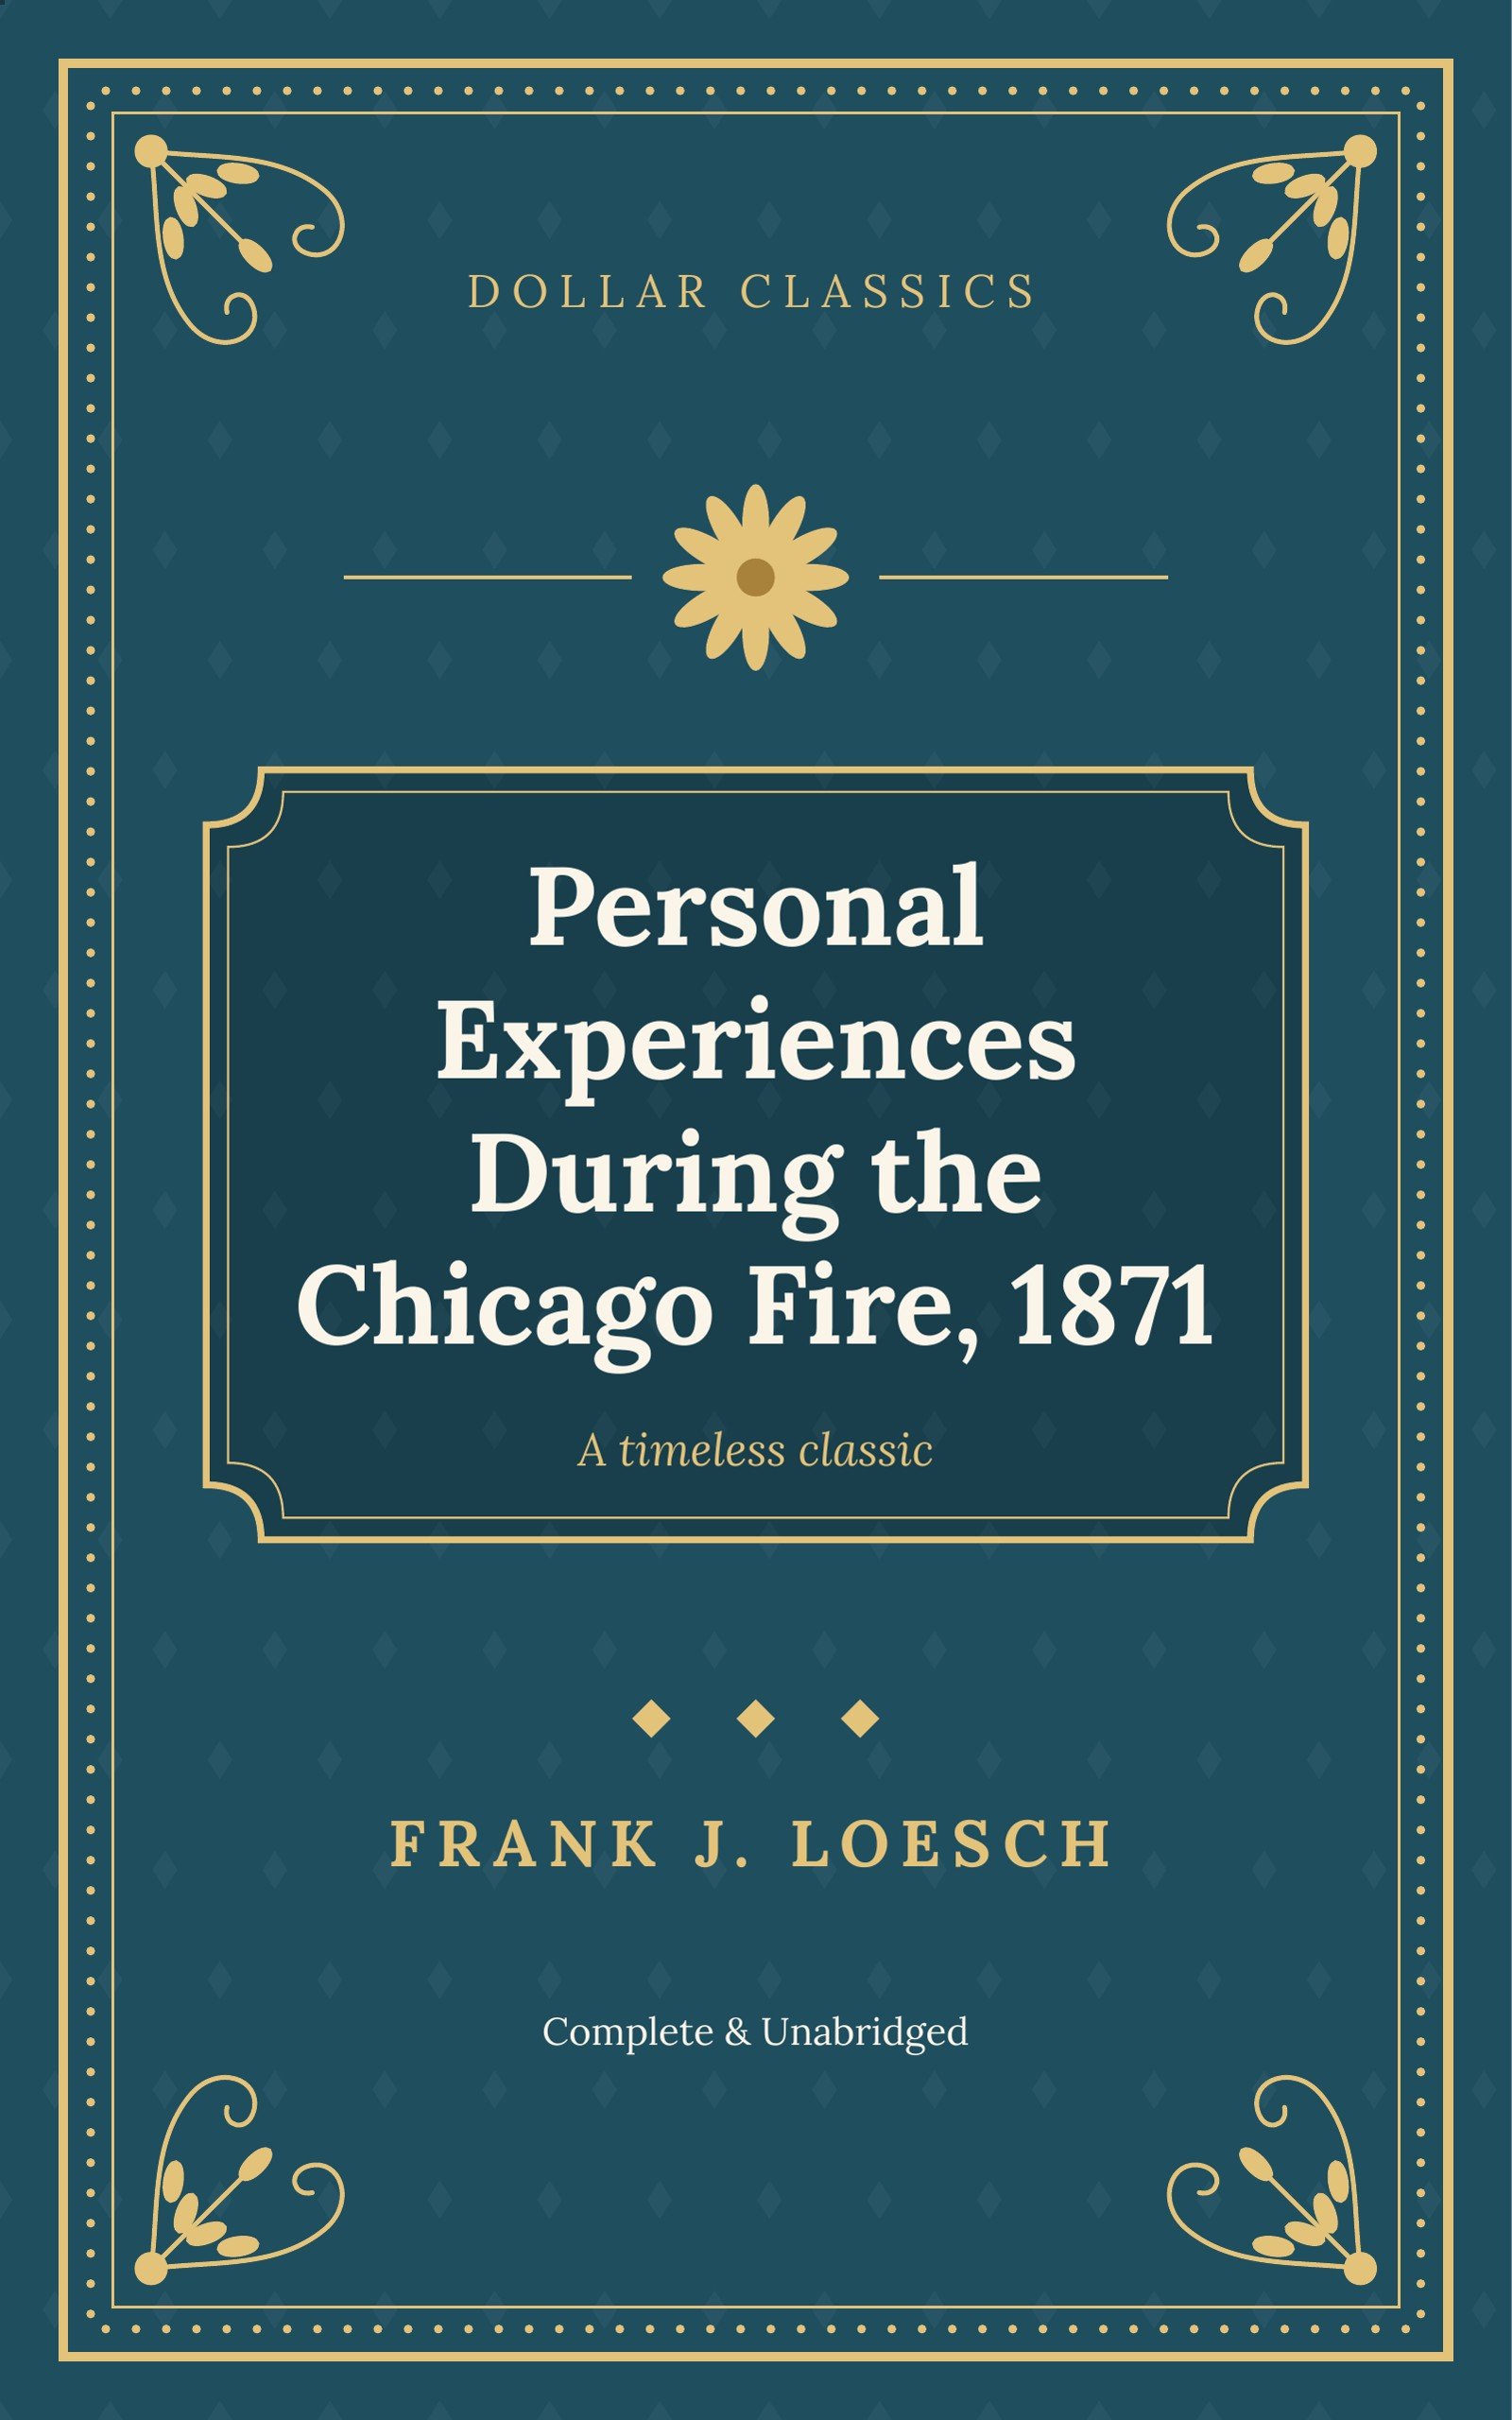 DOLLAR CLASSICS
Personal
Experiences
During the
Chicago Fire, 1871
A timeless classic
FRANK J. LOESCH
Complete & Unabridged